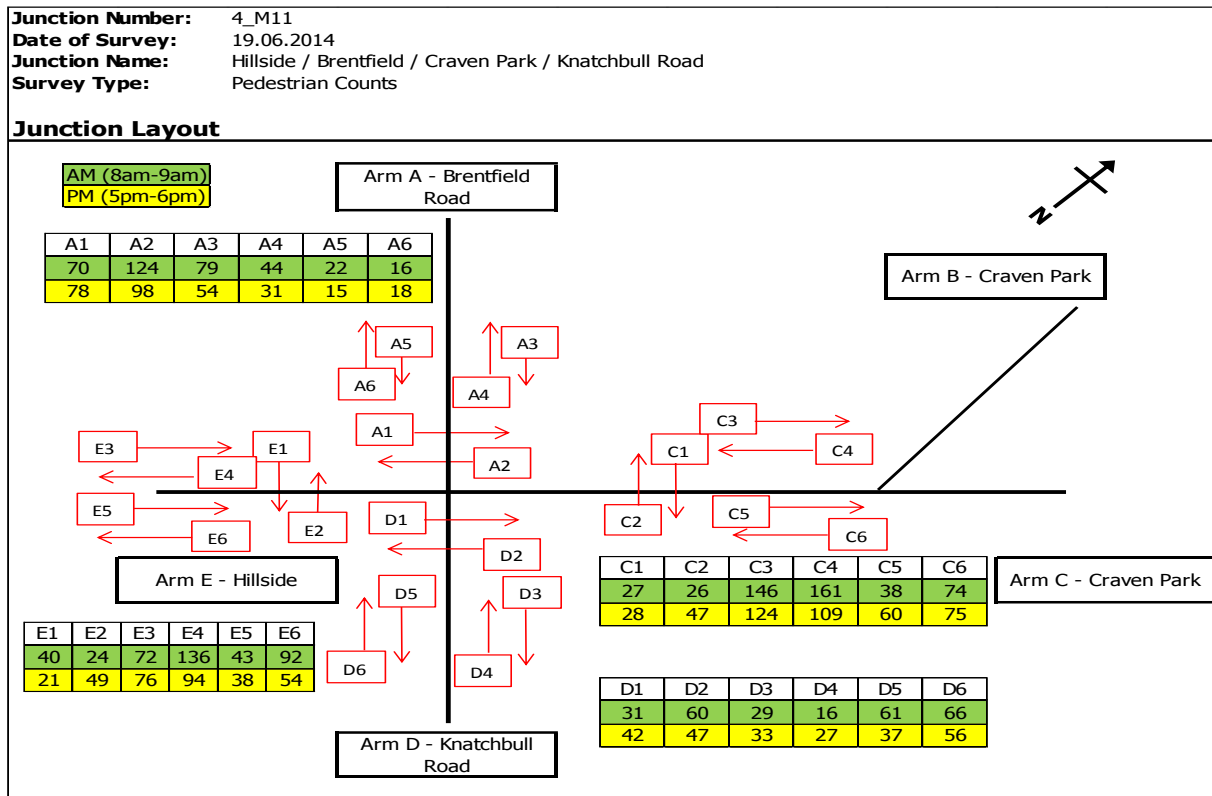 Junction Number: 4_M11
Date of Survey: 19.06.2014
Junction Name: Hillside / Brentfield / Craven Park / Knatchbull Road
Survey Type: Pedestrian Counts
Junction Layout
AM (8am-9am)
PM (5pm-6pm)
Arm A - Brentfield
Road
N
A1 A2 A3 A4 A5 A6
70 124 79 44 22 16
78 98 54 31 15 18
Arm B - Craven Park
A5
A3
A6
A4
A1
A2
C3
E3
E1
C1
C4
E4
E5
E2
D1
C2
C5
E6
C6
D2
Arm E - Hillside
D5
D3
D6
D4
C1 C2 C3 C4 C5 C6
27 26 146 161 38 74
28 47 124 109 60 75
Arm C - Craven Park
E1 E2 E3 E4 E5 E6
40 24 72 136 43 92
21 49 76 94 38 54
D1 D2 D3 D4 D5 D6
31 60 29 16 61 66
42 47 33 27 37 56
Arm D - Knatchbull
Road